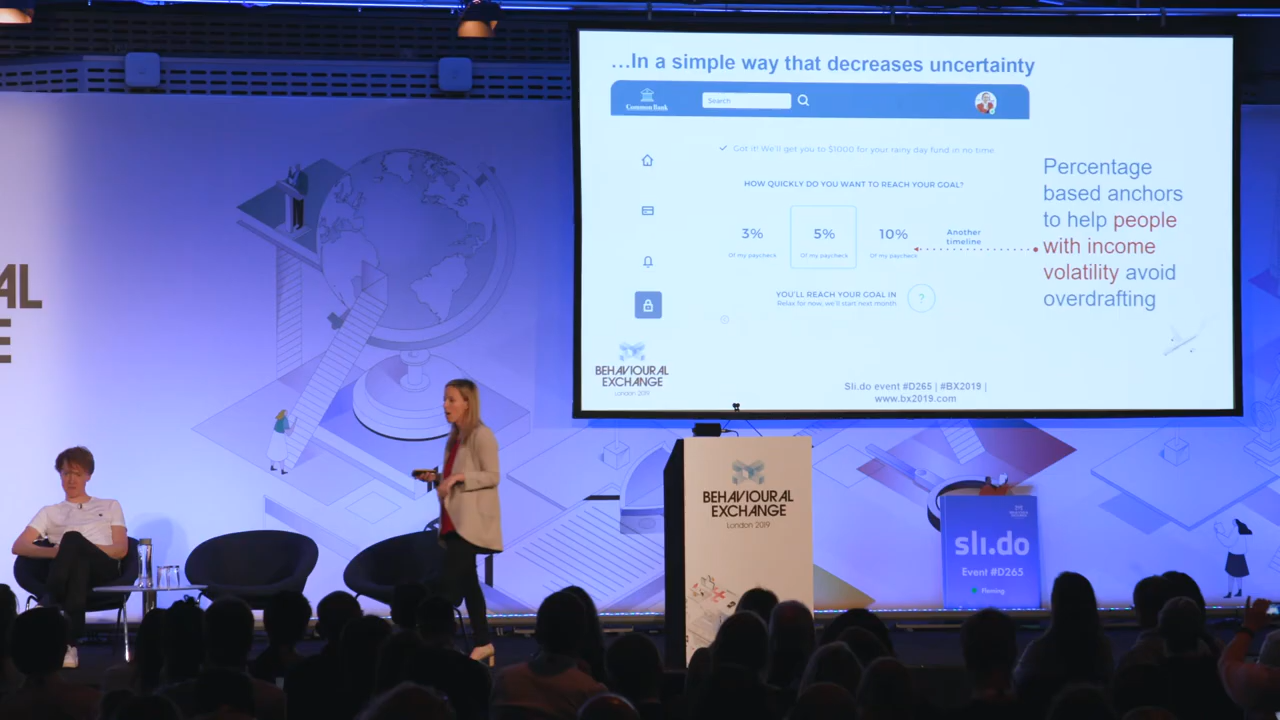 ...In a simple way that decreases uncertainty
Common Bank
Search
Got it! We'll get you to $1000 for your rainy day fund in no time.
HOW QUICKLY DO YOU WANT TO REACH YOUR GOAL?
3%
Of my paycheck
5%
Of my paycheck
10%
Of my paycheck
Another
timeline
YOU'LL REACH YOUR GOAL IN
Relax for now, we'll start next month.
?
Percentage
based anchors
to help people
with income
volatility avoid
overdrafting
BEHAVIOURAL
EXCHANGE
London 2019
Sli.do event #D265 | #BX2019 |
www.bx2019.com
AL
E
BEHAVIOURAL
EXCHANGE
London 2019
sli.do
Event #D265
Fleming